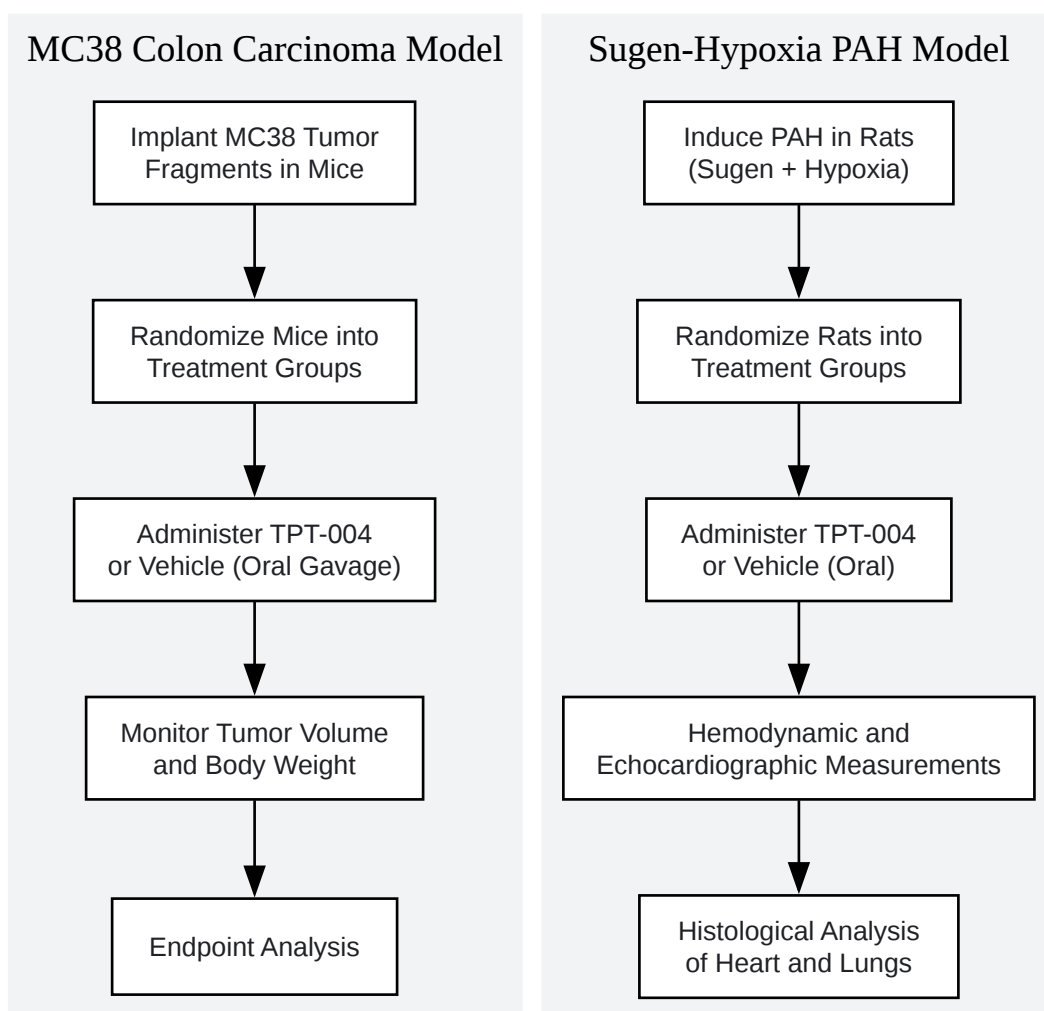 MC38 Colon Carcinoma Model
Implant MC38 Tumor
Fragments in Mice
Randomize Mice into
Treatment Groups
Administer TPT-004
or Vehicle (Oral Gavage)
Monitor Tumor Volume
and Body Weight
Endpoint Analysis
Sugen-Hypoxia PAH Model
Induce PAH in Rats
(Sugen + Hypoxia)
Randomize Rats into
Treatment Groups
Administer TPT-004
or Vehicle (Oral)
Hemodynamic and
Echocardiographic Measurements
Histological Analysis
of Heart and Lungs